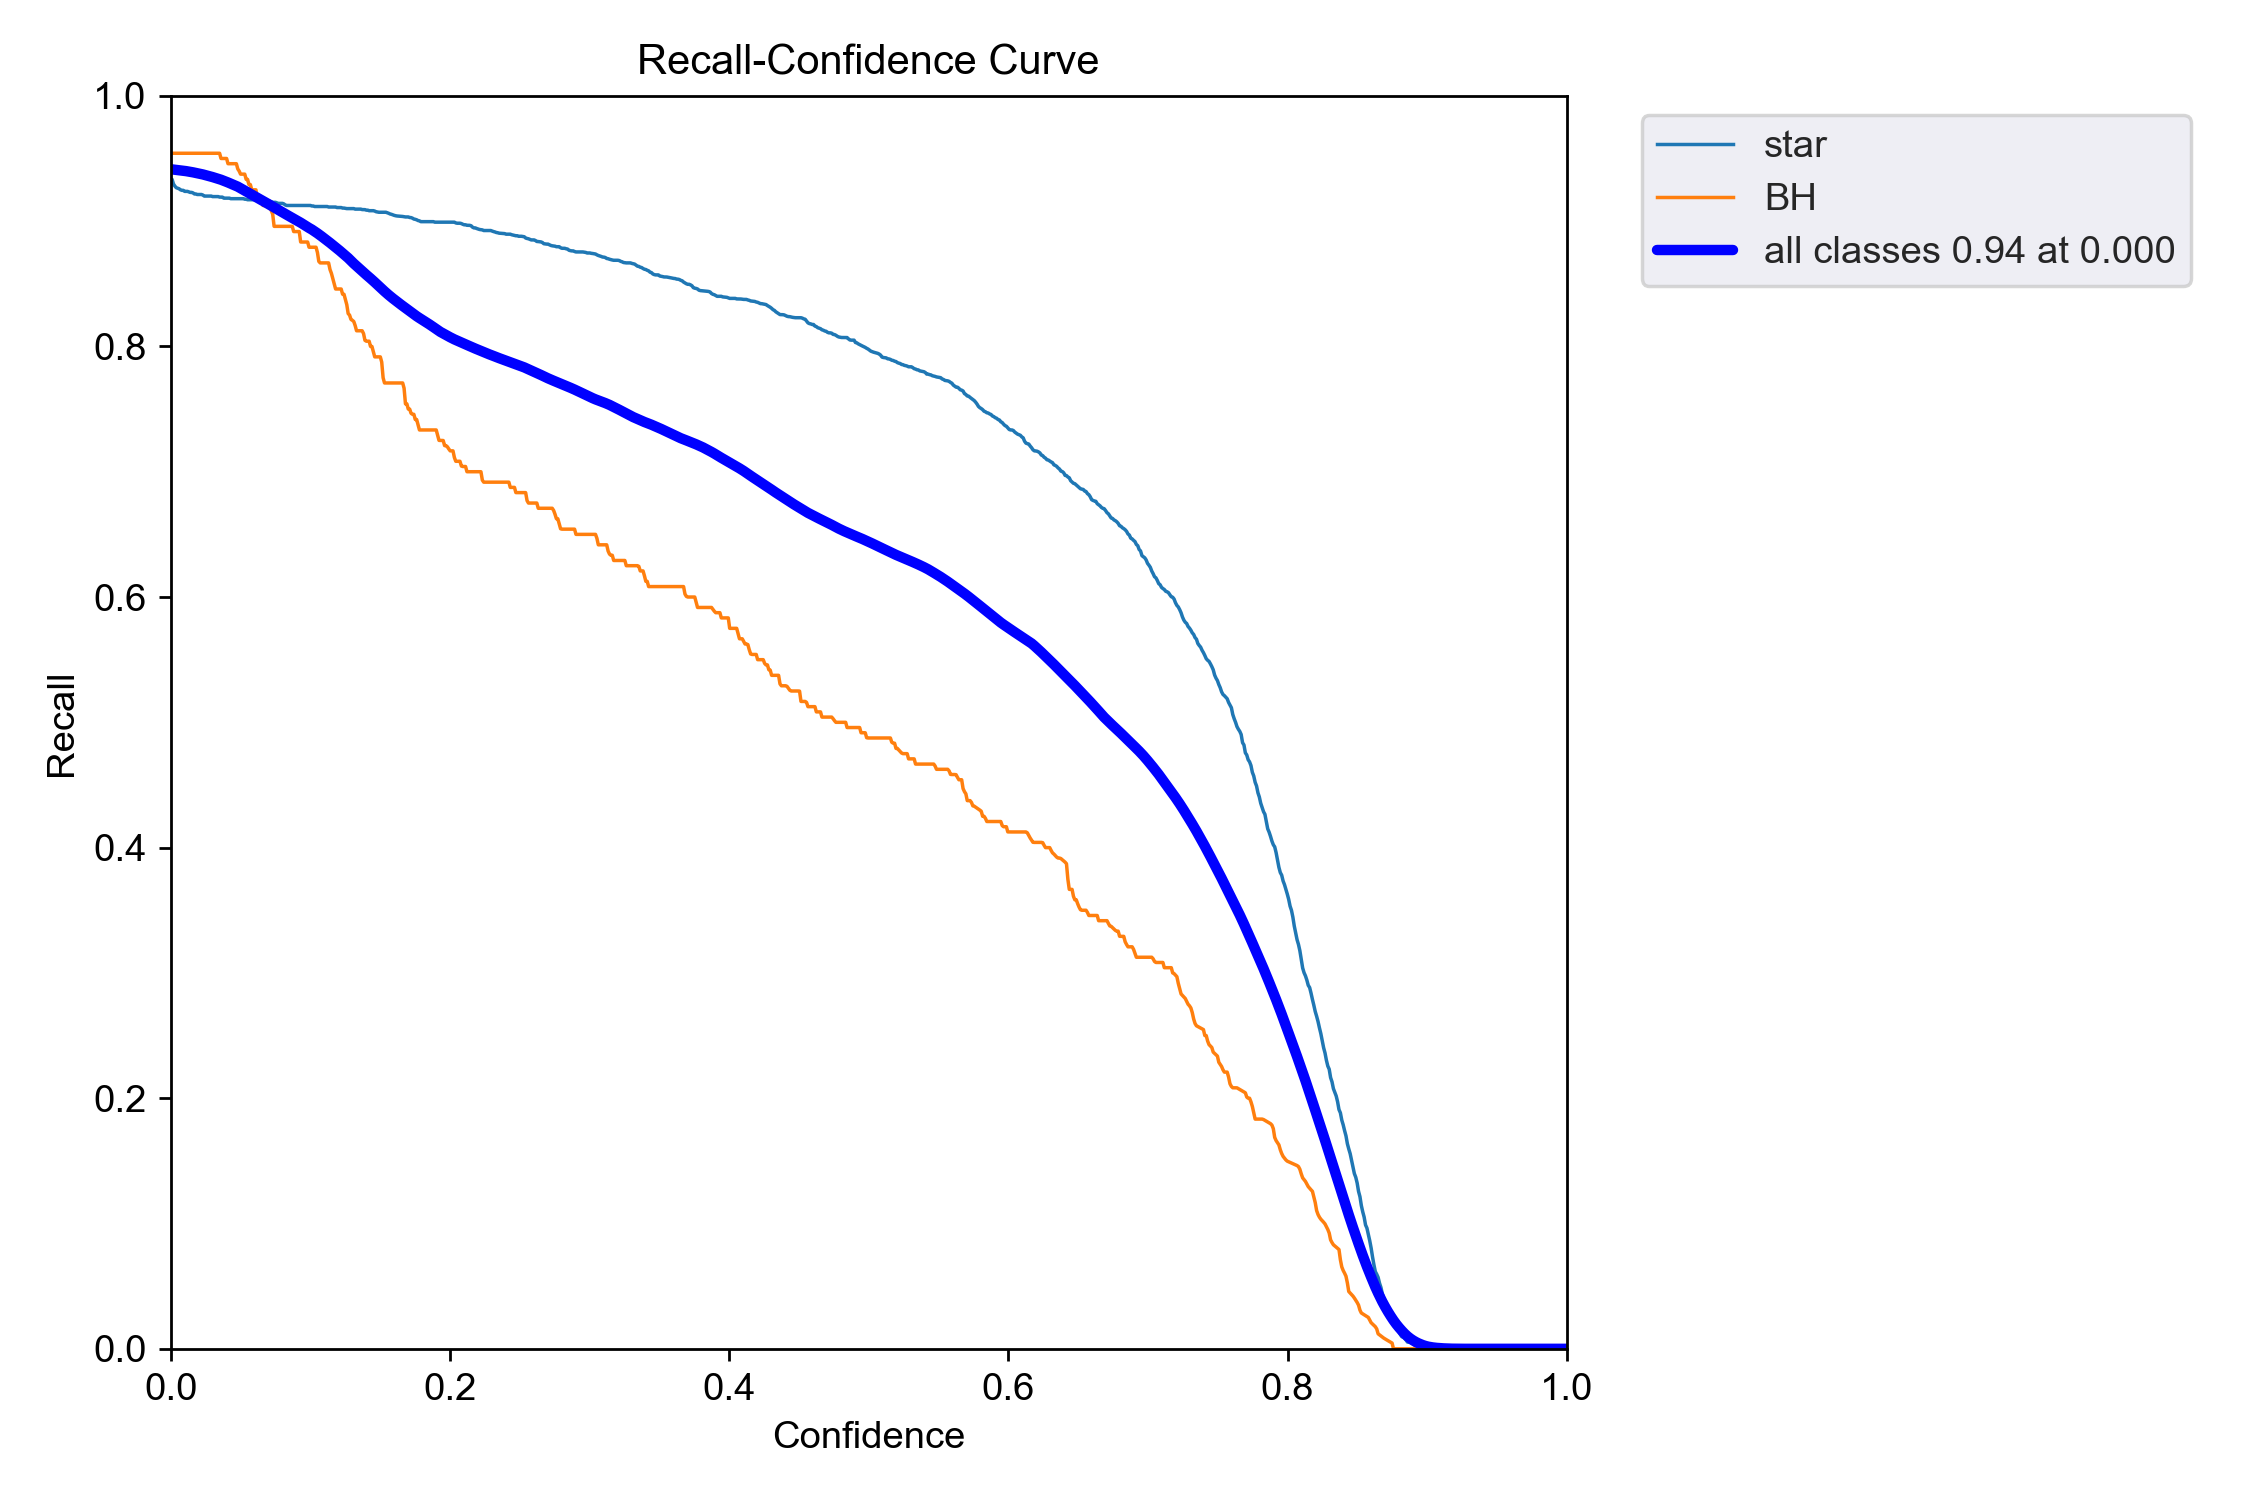 Recall-Confidence Curve
1.0
0.8
0.6
0.4
0.2
0.0
Recall
0.0 0.2 0.4 0.6 0.8 1.0
Confidence
star
BH
all classes 0.94 at 0.000